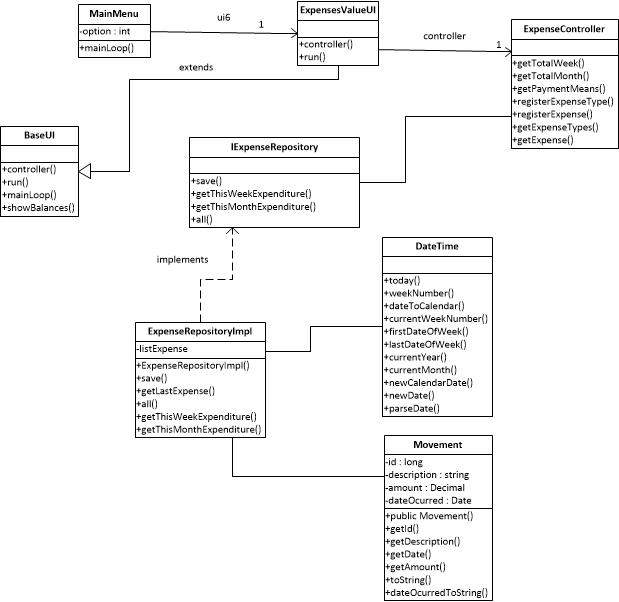 MainMenu
-option : int
+mainLoop()
ui6
1
ExpensesValueUI
+controller()
+run()
controller
1
ExpenseController
+getTotalWeek()
+getTotalMonth()
+getPaymentMeans()
+registerExpenseType()
+registerExpense()
+getExpenseTypes()
+getExpense()
extends
BaseUI
+controller()
+run()
+mainLoop()
+showBalances()
IExpenseRepository
+save()
+getThisWeekExpenditure()
+getThisMonthExpenditure()
+all()
implements
ExpenseRepositoryImpl
-listExpense
+ExpenseRepositoryImpl()
+save()
+getLastExpense()
+all()
+getThisWeekExpenditure()
+getThisMonthExpenditure()
DateTime
+today()
+weekNumber()
+dateToCalendar()
+currentWeekNumber()
+firstDateOfWeek()
+lastDateOfWeek()
+currentYear()
+currentMonth()
+newCalendarDate()
+newDate()
+parseDate()
Movement
-id : long
-description : string
-amount : Decimal
-dateOcurred : Date
+public Movement()
+getId()
+getDescription()
+getDate()
+getAmount()
+toString()
+dateOcurredToString()